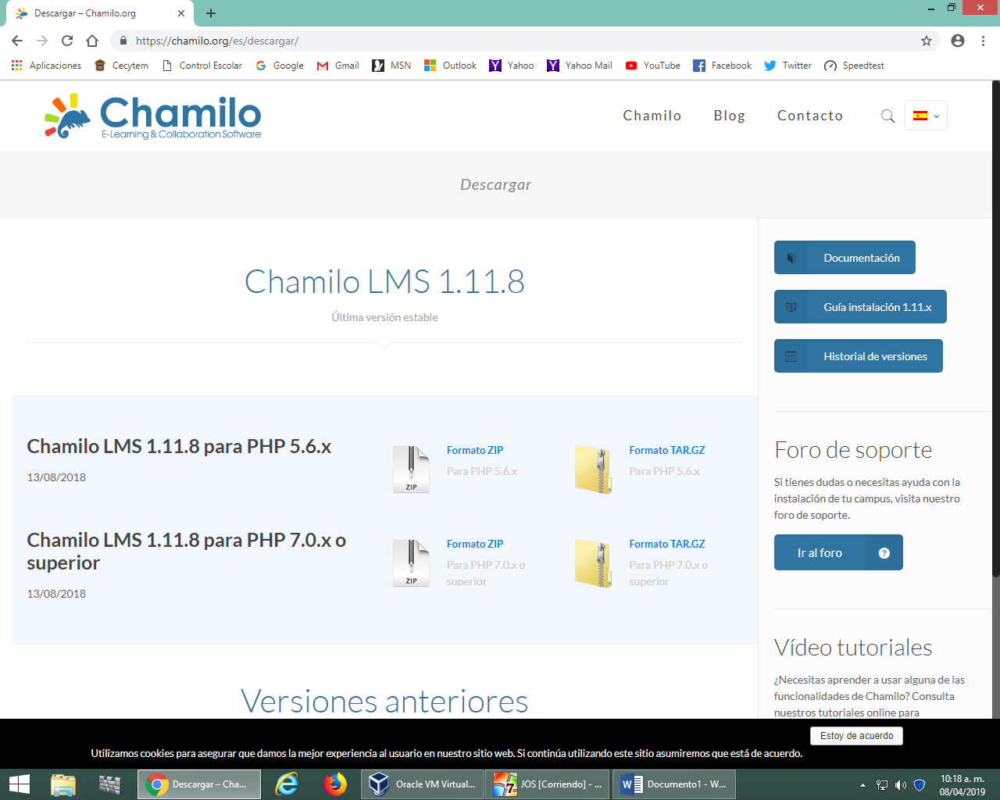 Descargar – Chamilo.org
https://chamilo.org/es/descargar/
Aplicaciones
Cecytem
Control Escolar
Google
Gmail
MSN
Outlook
Yahoo
Yahoo Mail
YouTube
Facebook
Twitter
Speedtest
Chamilo
E-Learning & Collaboration Software
Chamilo
Blog
Contacto
Descargar
Chamilo LMS 1.11.8
Última versión estable
Chamilo LMS 1.11.8 para PHP 5.6.x
13/08/2018
ZIP
Formato ZIP
Para PHP 5.6.x
Formato TAR.GZ
Para PHP 5.6.x
Chamilo LMS 1.11.8 para PHP 7.0.x o
superior
13/08/2018
ZIP
Formato ZIP
Para PHP 7.0.x o
superior
Formato TAR.GZ
Para PHP 7.0.x o
superior
Versiones anteriores
Documentación
Guía instalación 1.11.x
Historial de versiones
Foro de soporte
Si tienes dudas o necesitas ayuda con la
instalación de tu campus, visita nuestro
foro de soporte.
Ir al foro
Vídeo tutoriales
¿Necesitas aprender a usar alguna de las
funcionalidades de Chamilo? Consulta
nuestros tutoriales online para
Estoy de acuerdo
Utilizamos cookies para asegurar que damos la mejor experiencia al usuario en nuestro sitio web. Si continúa utilizando este sitio asumiremos que está de acuerdo.
Descargar – Cha...
Oracle VM Virtual...
JOS [Corriendo] - ...
Documento1 - W...
10:18 a. m.
08/04/2019